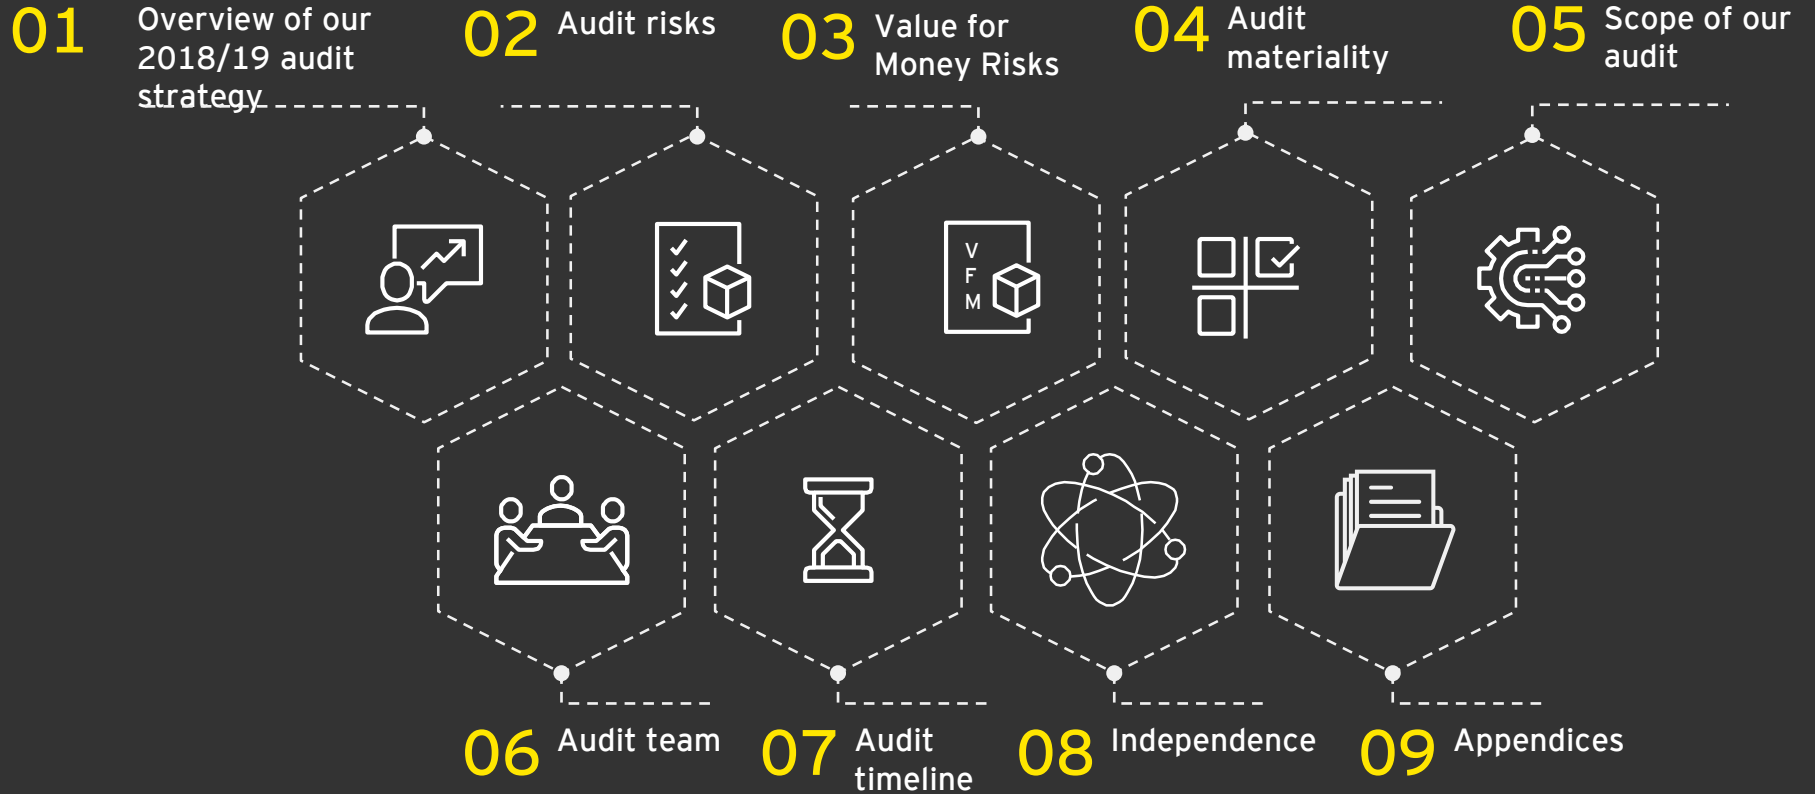 01 Overview of our
2018/19 audit
strategy
02 Audit risks
03 Value for
Money Risks
04 Audit
materiality
05 Scope of our
audit
V
F
M
06 Audit team
07 Audit
timeline
08 Independence
09 Appendices